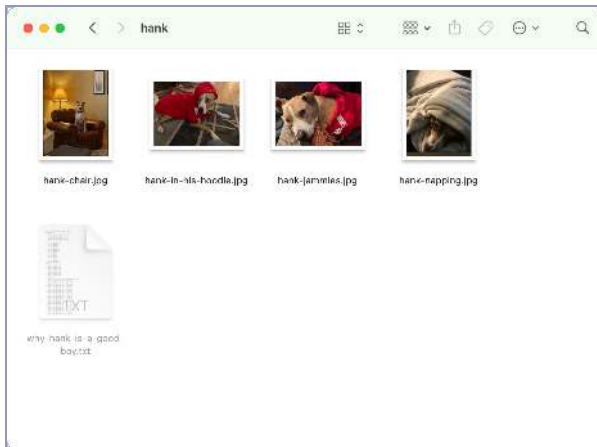 hank
hank-chair.jpg
hank-in-his-hoodie.jpg
hank-jammies.jpg
hank-napping.jpg
TXT
why-hank-is-a-good-
boy.txt